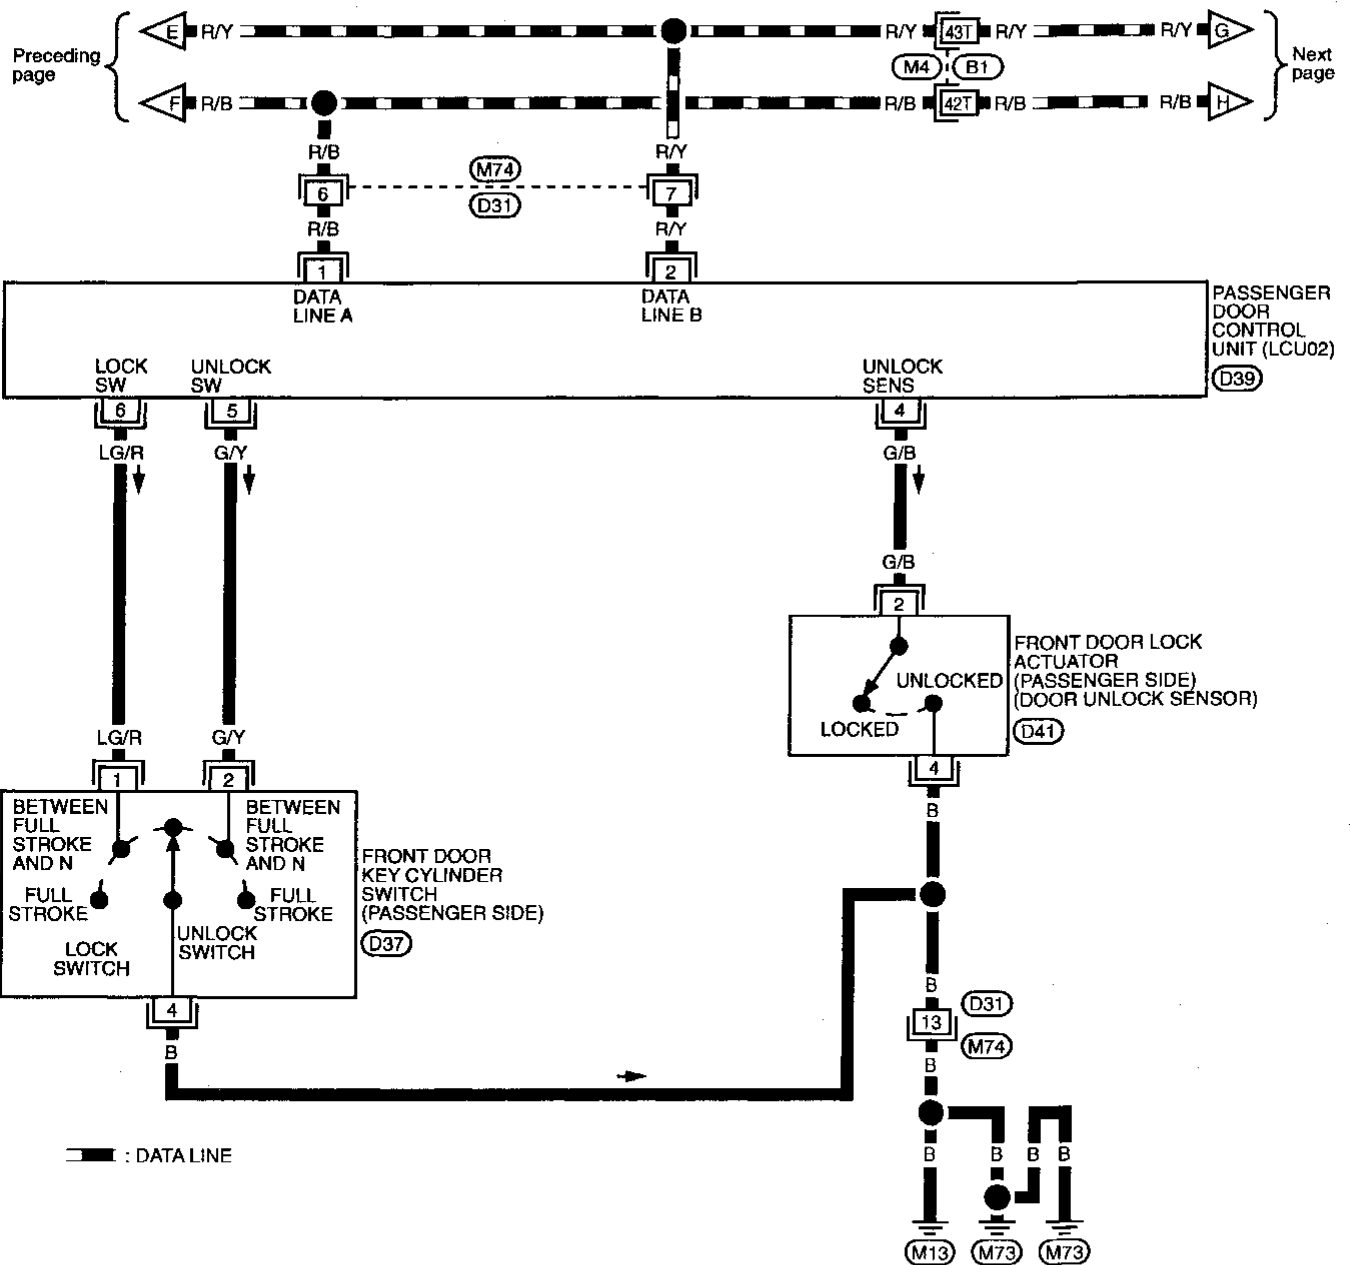 E R/Y R/Y 43T R/Y R/Y G
Preceding
page
M4 B1
Next
page
F R/B R/B 42T R/B R/B H
R/B R/Y
M74
6 7
D31
R/B R/Y
1 2
DATA
LINE A
DATA
LINE B
PASSENGER
DOOR
CONTROL
UNIT (LCU02)
D39
LOCK
SW
UNLOCK
SW
UNLOCK
SENS
6 5 4
LG/R G/Y G/B
G/B
2
UNLOCKED
LOCKED
FRONT DOOR LOCK
ACTUATOR
(PASSENGER SIDE)
(DOOR UNLOCK SENSOR)
D41
4
B
LG/R G/Y
1 2
BETWEEN
FULL
STROKE
AND N
BETWEEN
FULL
STROKE
AND N
FULL
STROKE
FULL
STROKE
LOCK
SWITCH
UNLOCK
SWITCH
FRONT DOOR
KEY CYLINDER
SWITCH
(PASSENGER SIDE)
D37
4
B
B
D31
13
M74
B
: DATA LINE
B B B B
M13 M73 M73